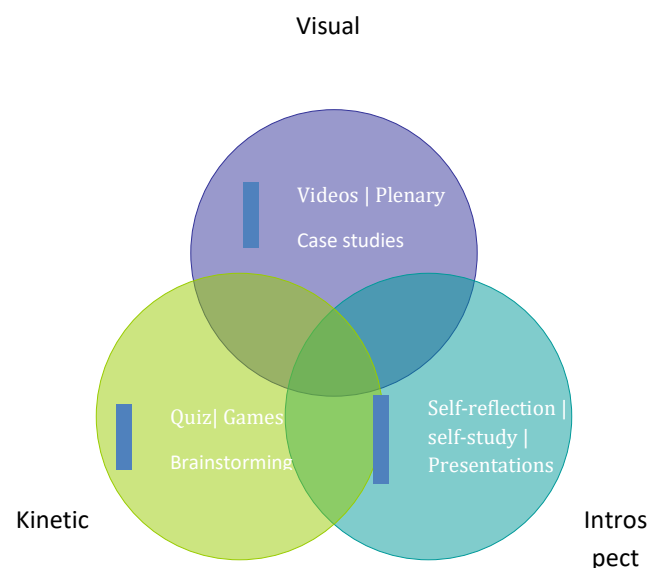 Visual
Videos | Plenary
Case studies
Quiz| Games
Brainstorming
Self-reflection |
self-study |
Presentations
Kinetic
Intros
pect